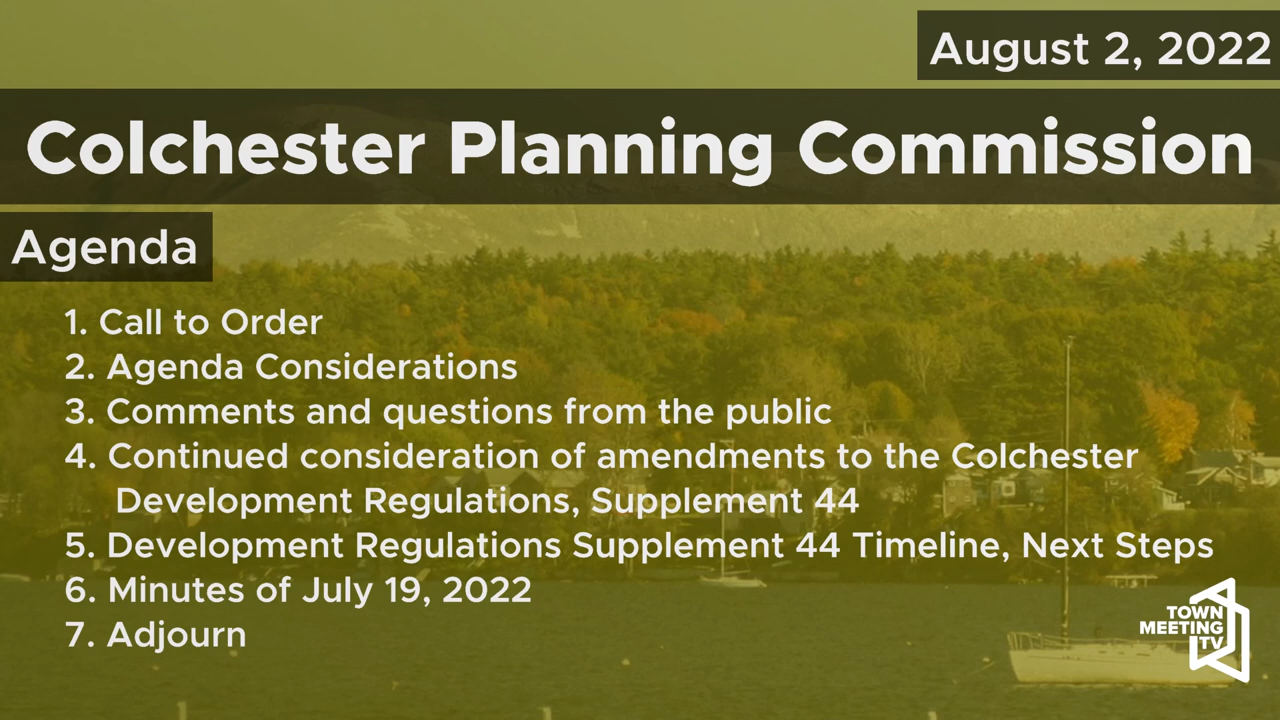 August 2, 2022
Colchester Planning Commission
Agenda
1. Call to Order
2. Agenda Considerations
3. Comments and questions from the public
4. Continued consideration of amendments to the Colchester
Development Regulations, Supplement 44
5. Development Regulations Supplement 44 Timeline, Next Steps
6. Minutes of July 19, 2022
7. Adjourn
TOWN
MEETING
TV